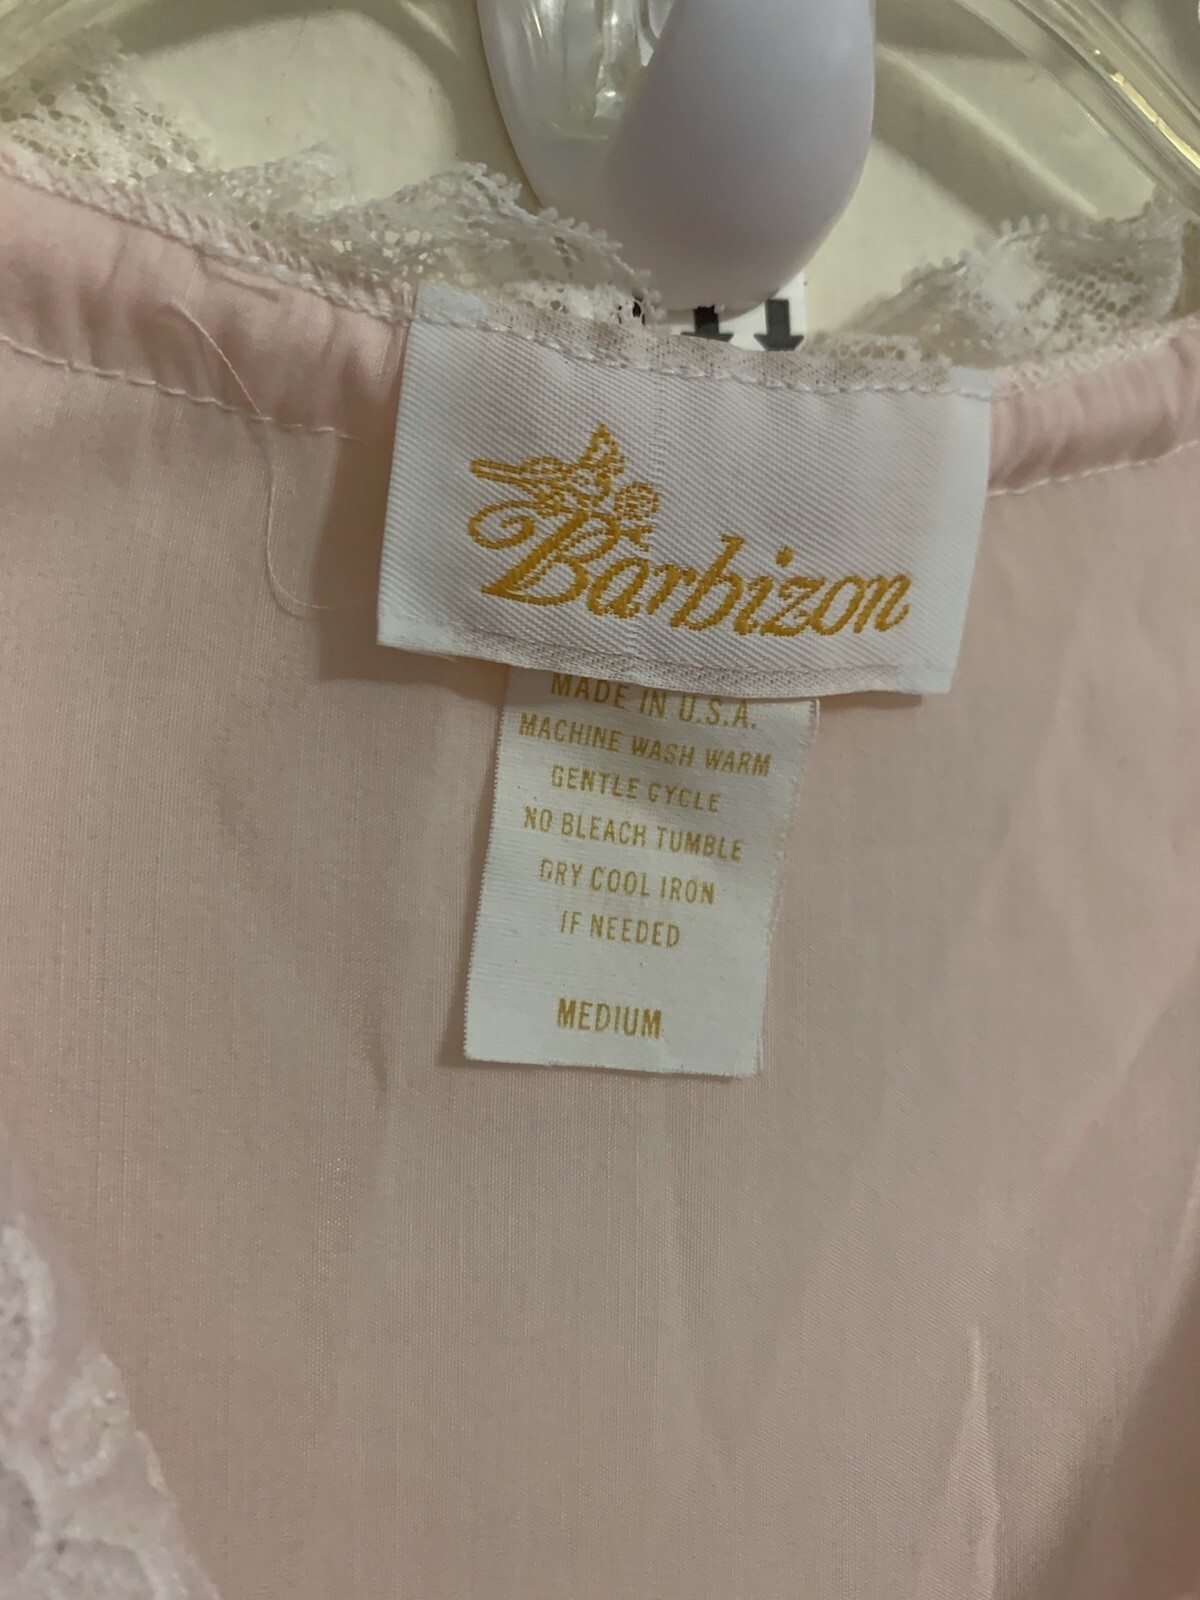 Barbizon
MADE IN U.S.A.
MACHINE WASH WARM
GENTLE CYCLE
NO BLEACH TUMBLE
DRY COOL IRON
IF NEEDED
MEDIUM